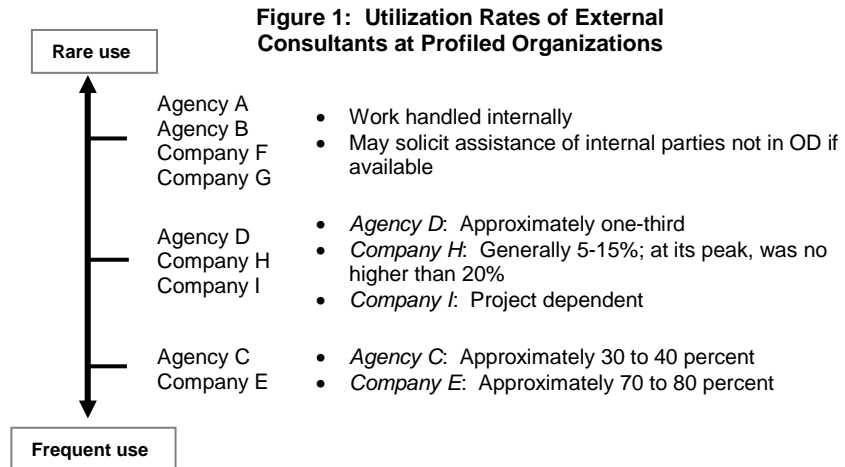 Figure 1: Utilization Rates of External
Consultants at Profiled Organizations
Rare use
Agency A
Agency B
Company F
Company G
• Work handled internally
• May solicit assistance of internal parties not in OD if
available
Agency D
Company H
Company I
• Agency D: Approximately one-third
• Company H: Generally 5-15%; at its peak, was no
higher than 20%
• Company I: Project dependent
Agency C
Company E
• Agency C: Approximately 30 to 40 percent
• Company E: Approximately 70 to 80 percent
Frequent use